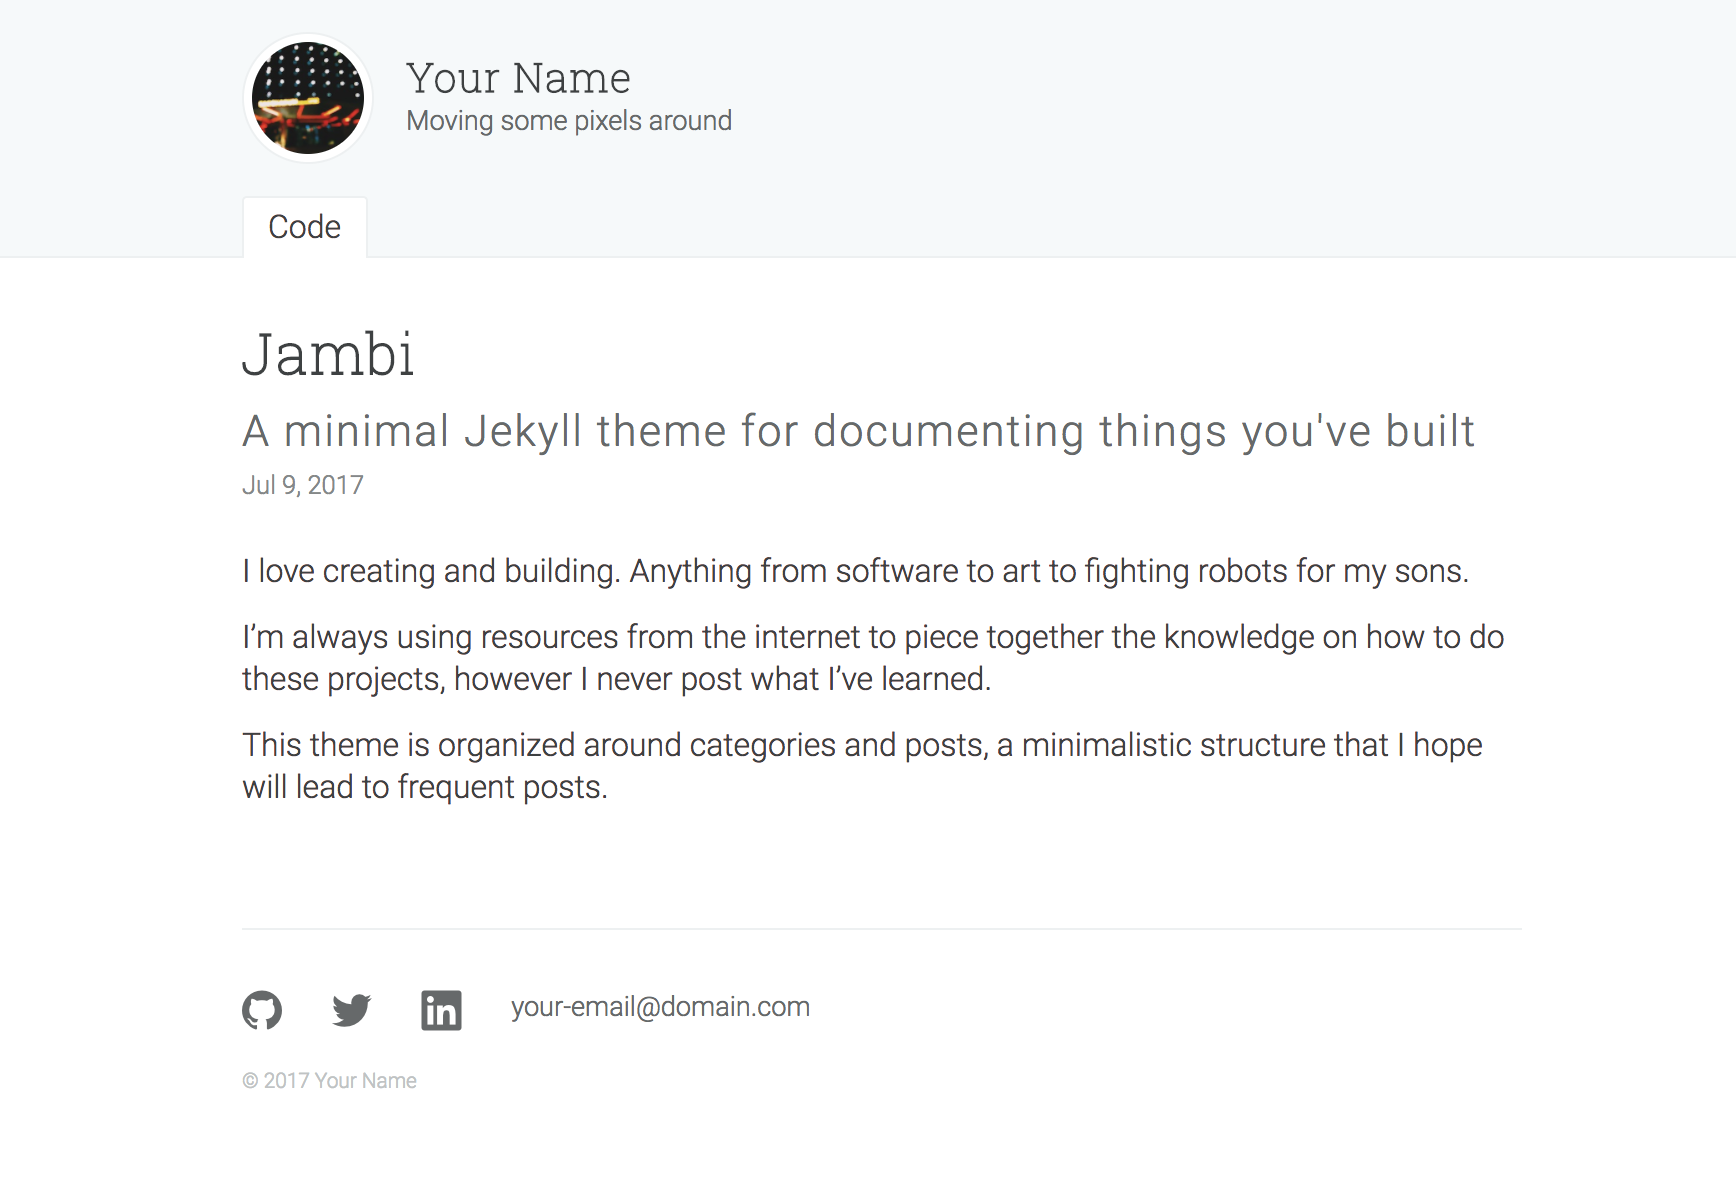 Your Name
Moving some pixels around
Code
Jambi
A minimal Jekyll theme for documenting things you've built
Jul 9, 2017
I love creating and building. Anything from software to art to fighting robots for my sons.
I’m always using resources from the internet to piece together the knowledge on how to do
these projects, however I never post what I’ve learned.
This theme is organized around categories and posts, a minimalistic structure that I hope
will lead to frequent posts.
in
your-email@domain.com
© 2017 Your Name